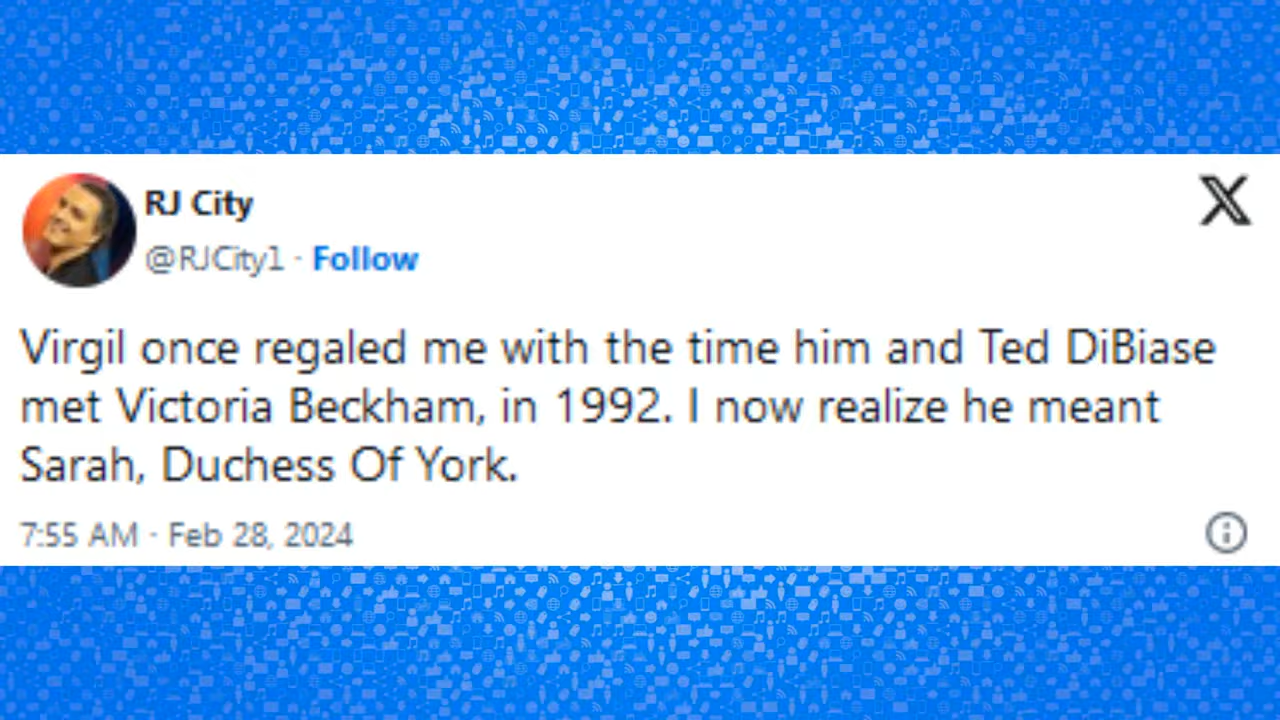 RJ City
@RJCity1 · Follow
Virgil once regaled me with the time him and Ted DiBiase
met Victoria Beckham, in 1992. I now realize he meant
Sarah, Duchess Of York.
7:55 AM · Feb 28, 2024